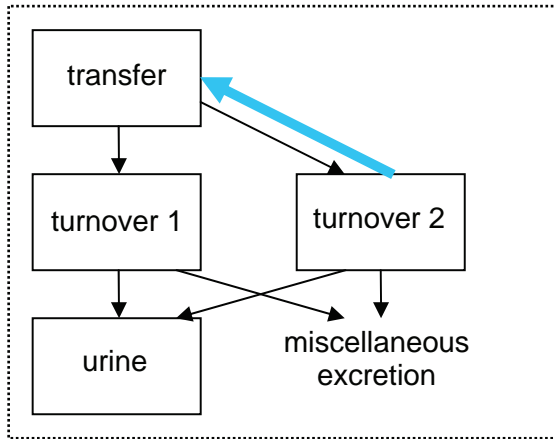 transfer
turnover 1
turnover 2
urine
miscellaneous
excretion